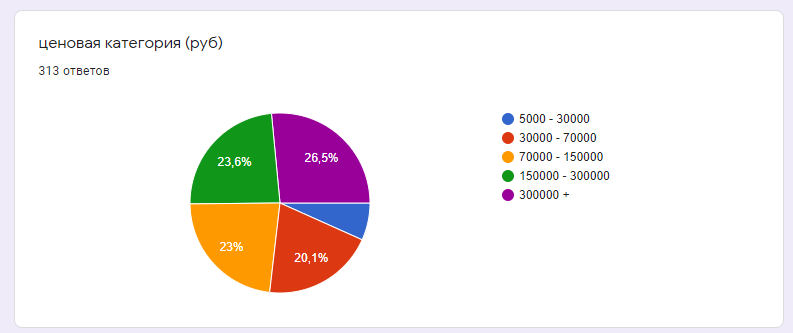 ценовая категория (руб)
313 ответов
23,6%
26,5%
23%
20,1%
5000 - 30000
30000 - 70000
70000 - 150000
150000 - 300000
300000 +